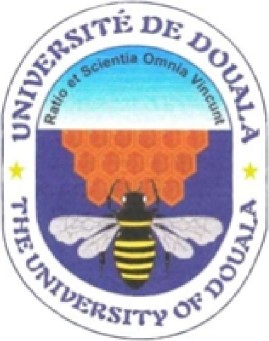 UNIVERSITÉ DE DOUALA
Ratio et Scientia Omnia Vincunt
THE UNIVERSITY OF DOUALA